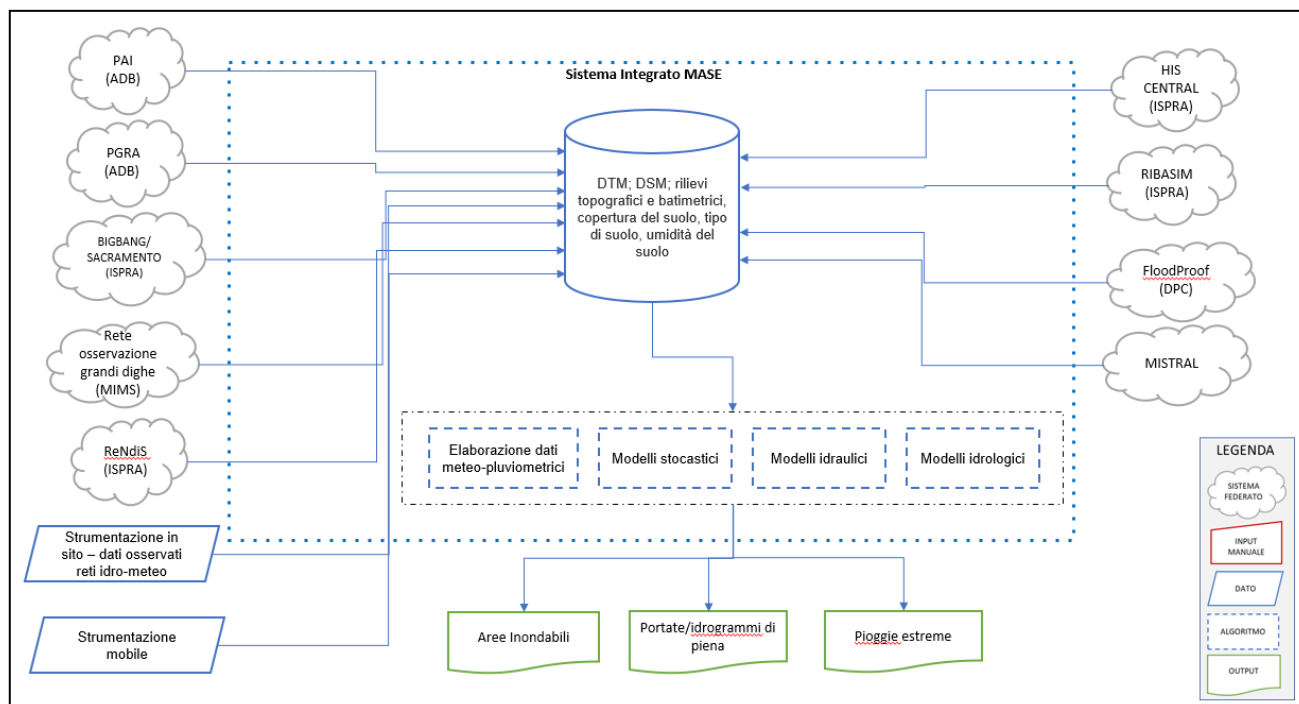 Sistema Integrato MASE
PAI
(ADB)
PGRA
(ADB)
BIGBANG/
SACRAMENTO
(ISPRA)
Rete
osservazione
grandi dighe
(MIMS)
ReNdiS
(ISPRA)
Strumentazione in
sito – dati osservati
reti idro-meteo
Strumentazione
mobile
DTM; DSM; rilievi
topografici e batimetrici,
copertura del suolo, tipo
di suolo, umidità del
suolo
HIS
CENTRAL
(ISPRA)
RIBASIM
(ISPRA)
FloodProof
(DPC)
MISTRAL
Elaborazione dati
meteo-pluviometrici
Modelli stocastici
Modelli idraulici
Modelli idrologici
Aree Inondabili
Portate/idrogrammi di
piena
Pioggie estreme
LEGENDA
SISTEMA
FEDERATO
INPUT
MANUALE
DATO
ALGORITMO
OUTPUT